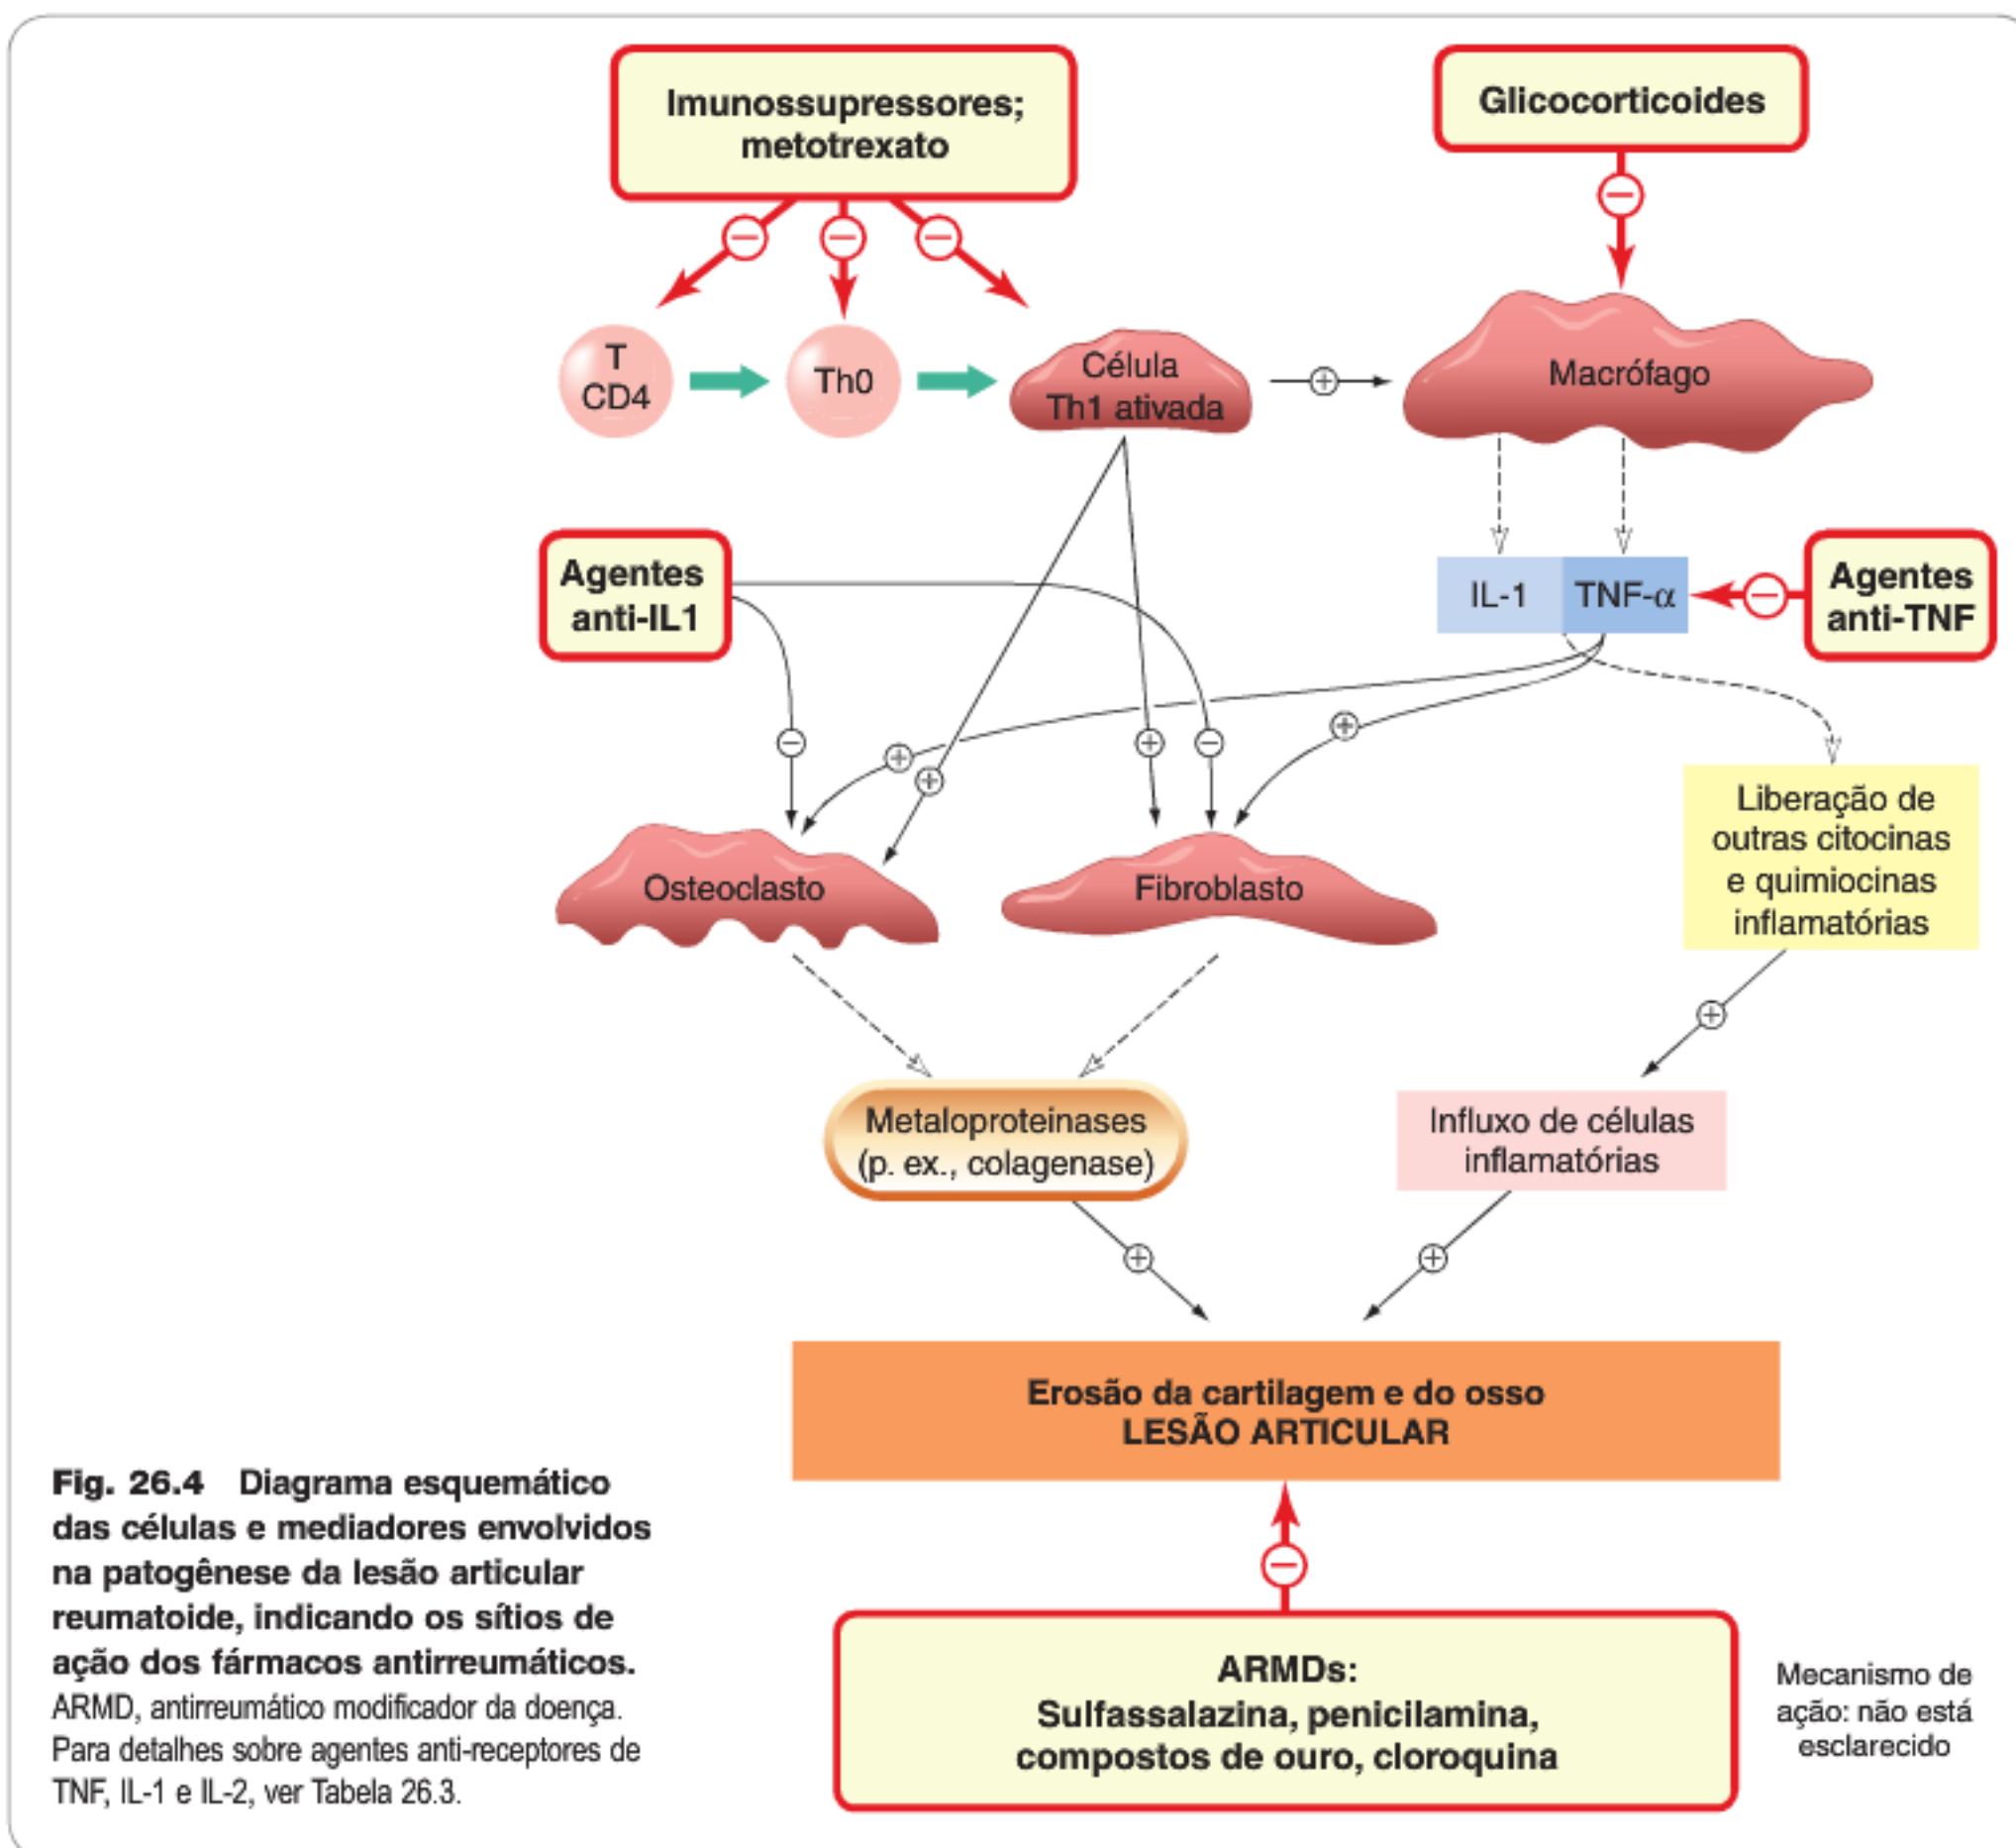 Imunossupressores;
metotrexato
Glicocorticoides
T
CD4
Th0
Célula
Th1 ativada
+
Macrófago
Agentes
anti-IL1
IL-1
TNF-α
Agentes
anti-TNF
Osteoclasto
Fibroblasto
Liberação de
outras citocinas
e quimiocinas
inflamatórias
Metaloproteinases
(p. ex., colagenase)
Influxo de células
inflamatórias
Erosão da cartilagem e do osso
LESÃO ARTICULAR
ARMDs:
Sulfassalazina, penicilamina,
compostos de ouro, cloroquina
Mecanismo de
ação: não está
esclarecido
Fig. 26.4 Diagrama esquemático
das células e mediadores envolvidos
na patogênese da lesão articular
reumatoide, indicando os sítios de
ação dos fármacos antirreumáticos.
ARMD, antirreumático modificador da doença.
Para detalhes sobre agentes anti-receptores de
TNF, IL-1 e IL-2, ver Tabela 26.3.